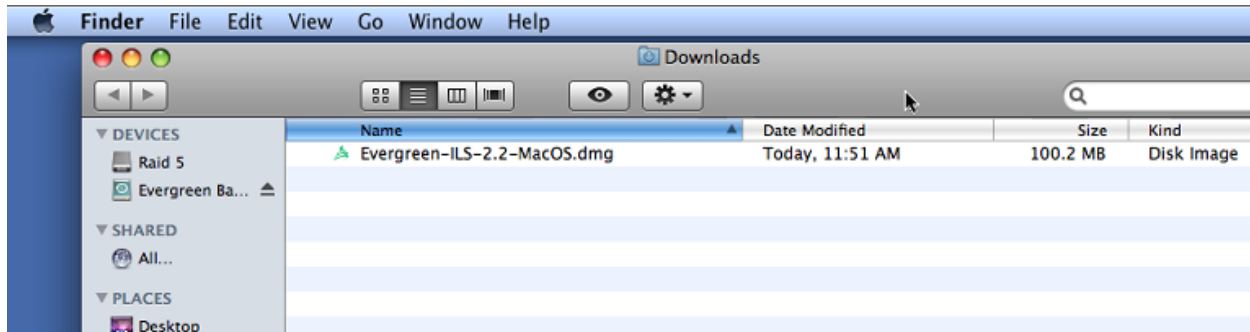 Finder File Edit View Go Window Help
Downloads
DEVICES
Raid 5
Evergreen Ba...
SHARED
All...
PLACES
Desktop
Name Date Modified Size Kind
Evergreen-ILS-2.2-MacOS.dmg Today, 11:51 AM 100.2 MB Disk Image